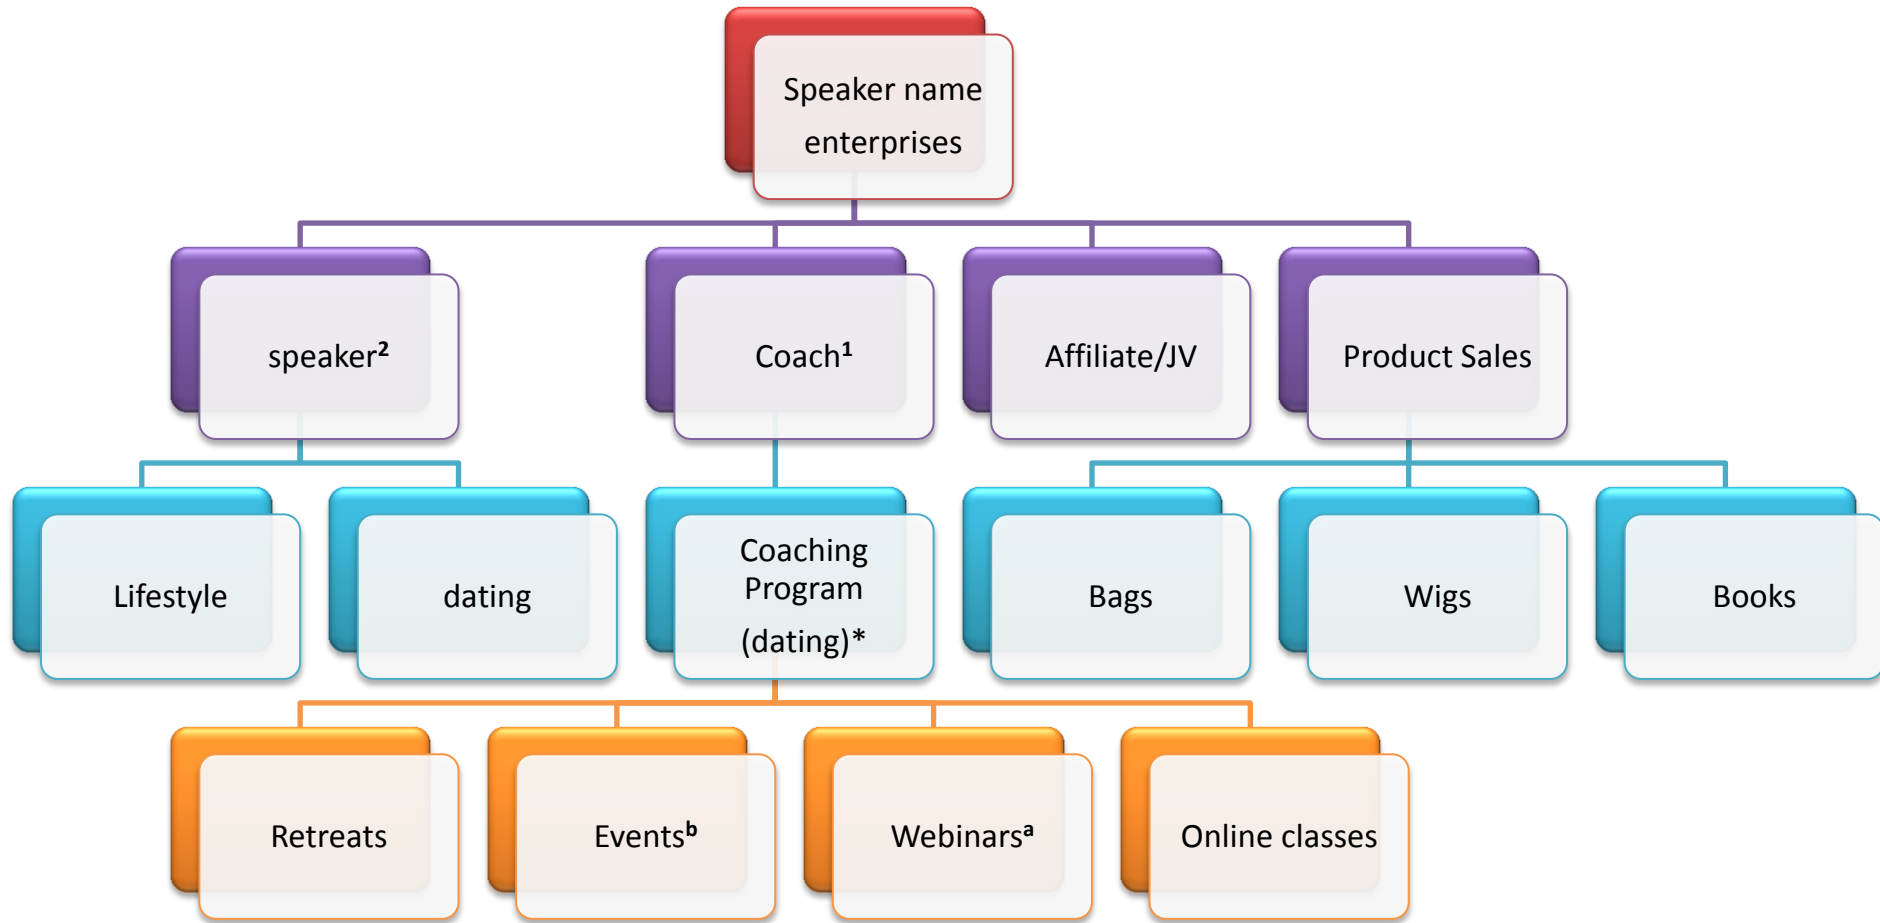 Speaker name
enterprises
speaker²
Coach¹
Affiliate/JV
Product Sales
Lifestyle
dating
Coaching
Program
(dating)*
Bags
Wigs
Books
Retreats
Eventsᵇ
Webinarsᵃ
Online classes